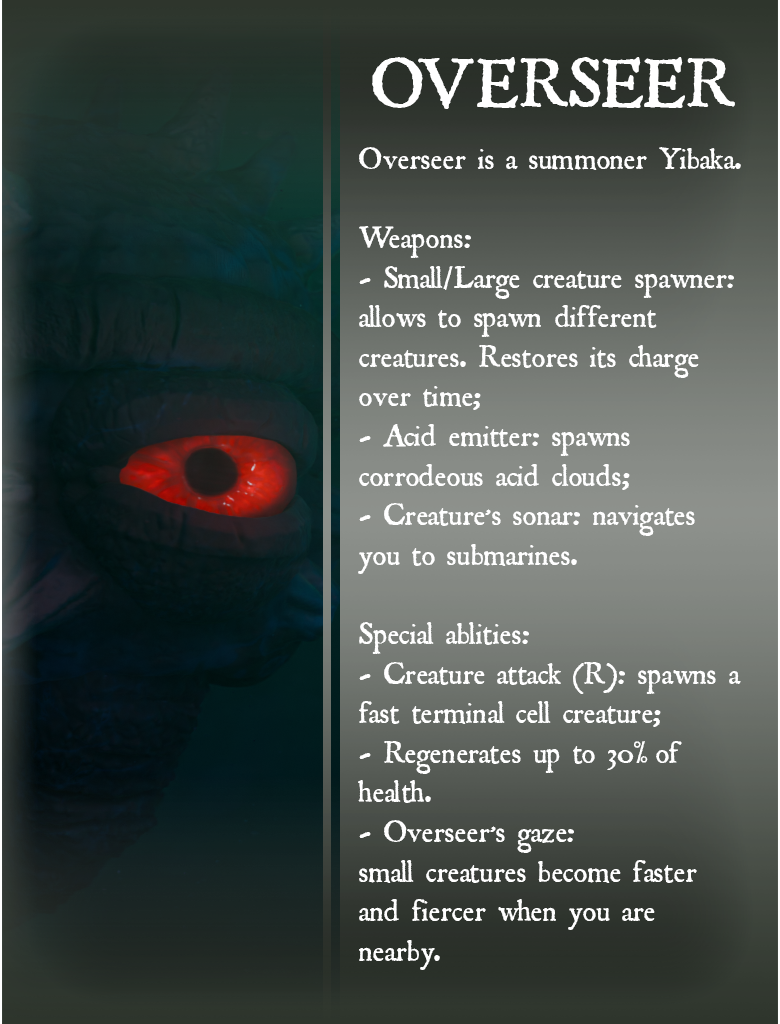 OVERSEER
Overseer is a summoner Yibaka.
Weapons:
- Small/Large creature spawner:
allows to spawn different
creatures. Restores its charge
over time;
- Acid emitter: spawns
corrodeous acid clouds;
- Creature's sonar: navigates
you to submarines.
Special ablities:
- Creature attack (R): spawns a
fast terminal cell creature;
- Regenerates up to 30% of
health.
- Overseer's gaze:
small creatures become faster
and fiercer when you are
nearby.